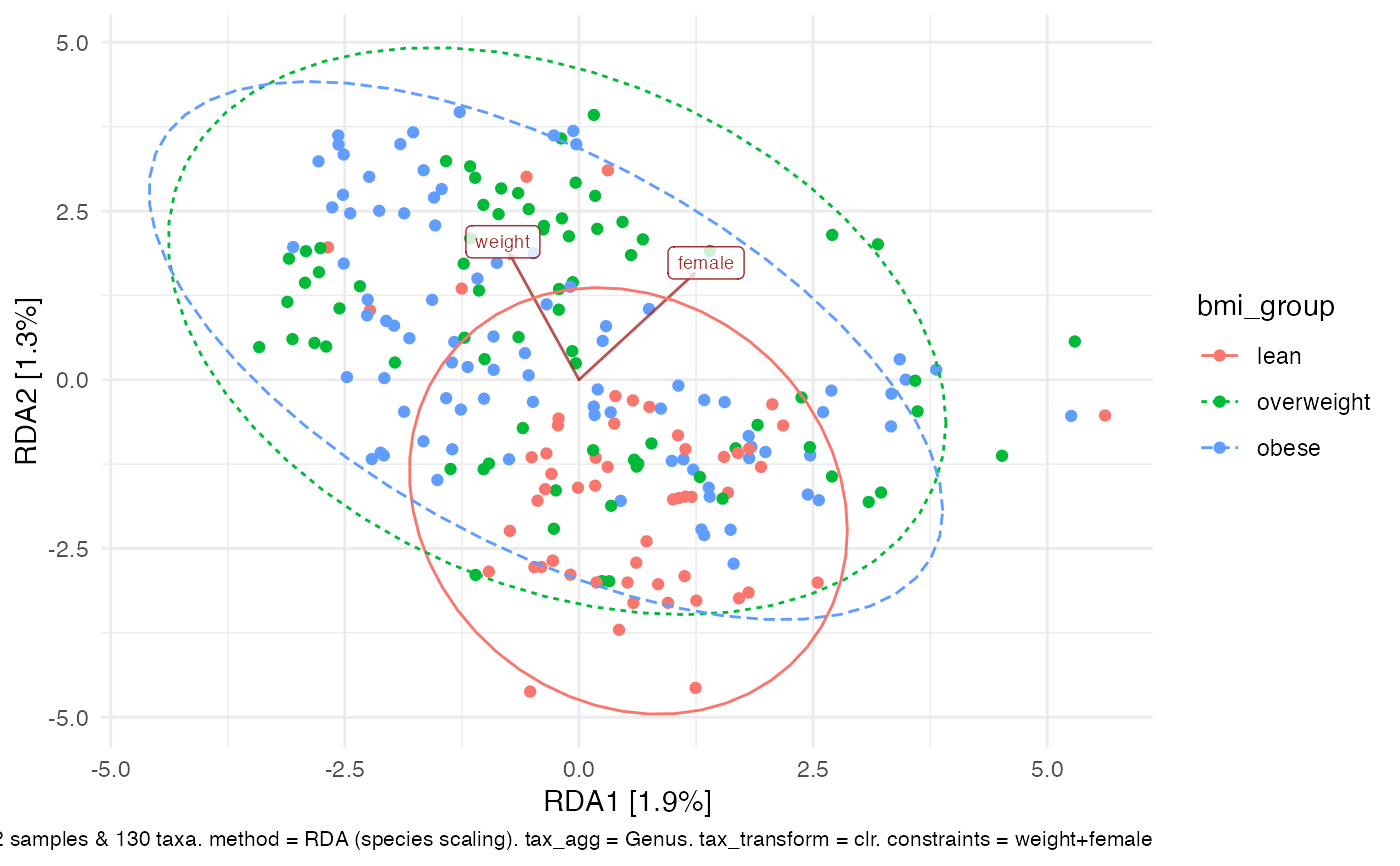 5.0
2.5
0.0
-2.5
-5.0
RDA2 [1.3%]
weight
female
-5.0
-2.5
0.0
2.5
5.0
RDA1 [1.9%]
bmi_group
lean
overweight
obese
2 samples & 130 taxa. method = RDA (species scaling). tax_agg = Genus. tax_transform = clr. constraints = weight+female